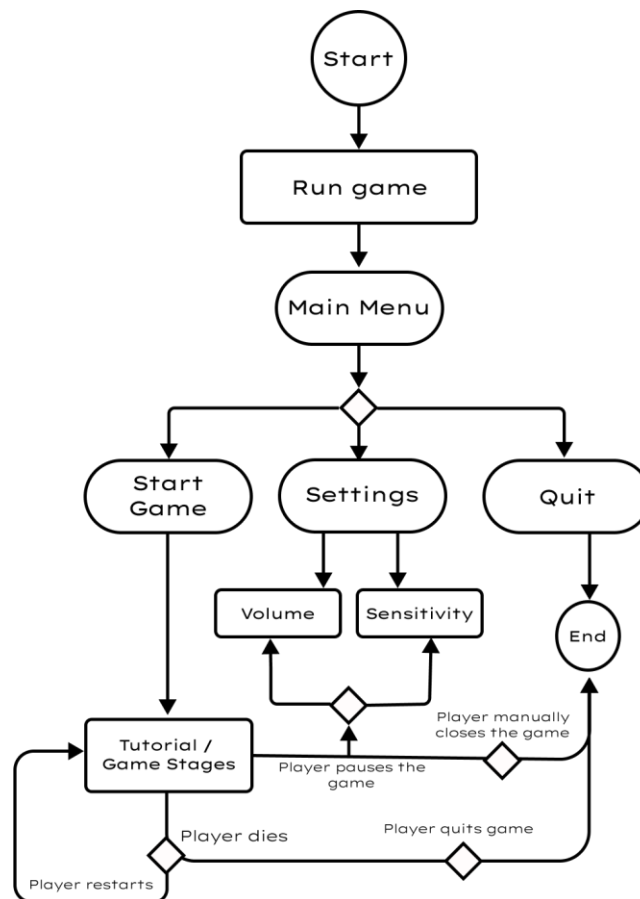 Start
Run game
Main Menu
Start
Game
Settings
Quit
Volume
Sensitivity
End
Tutorial /
Game Stages
Player pauses the
game
Player manually
closes the game
Player dies
Player quits game
Player restarts